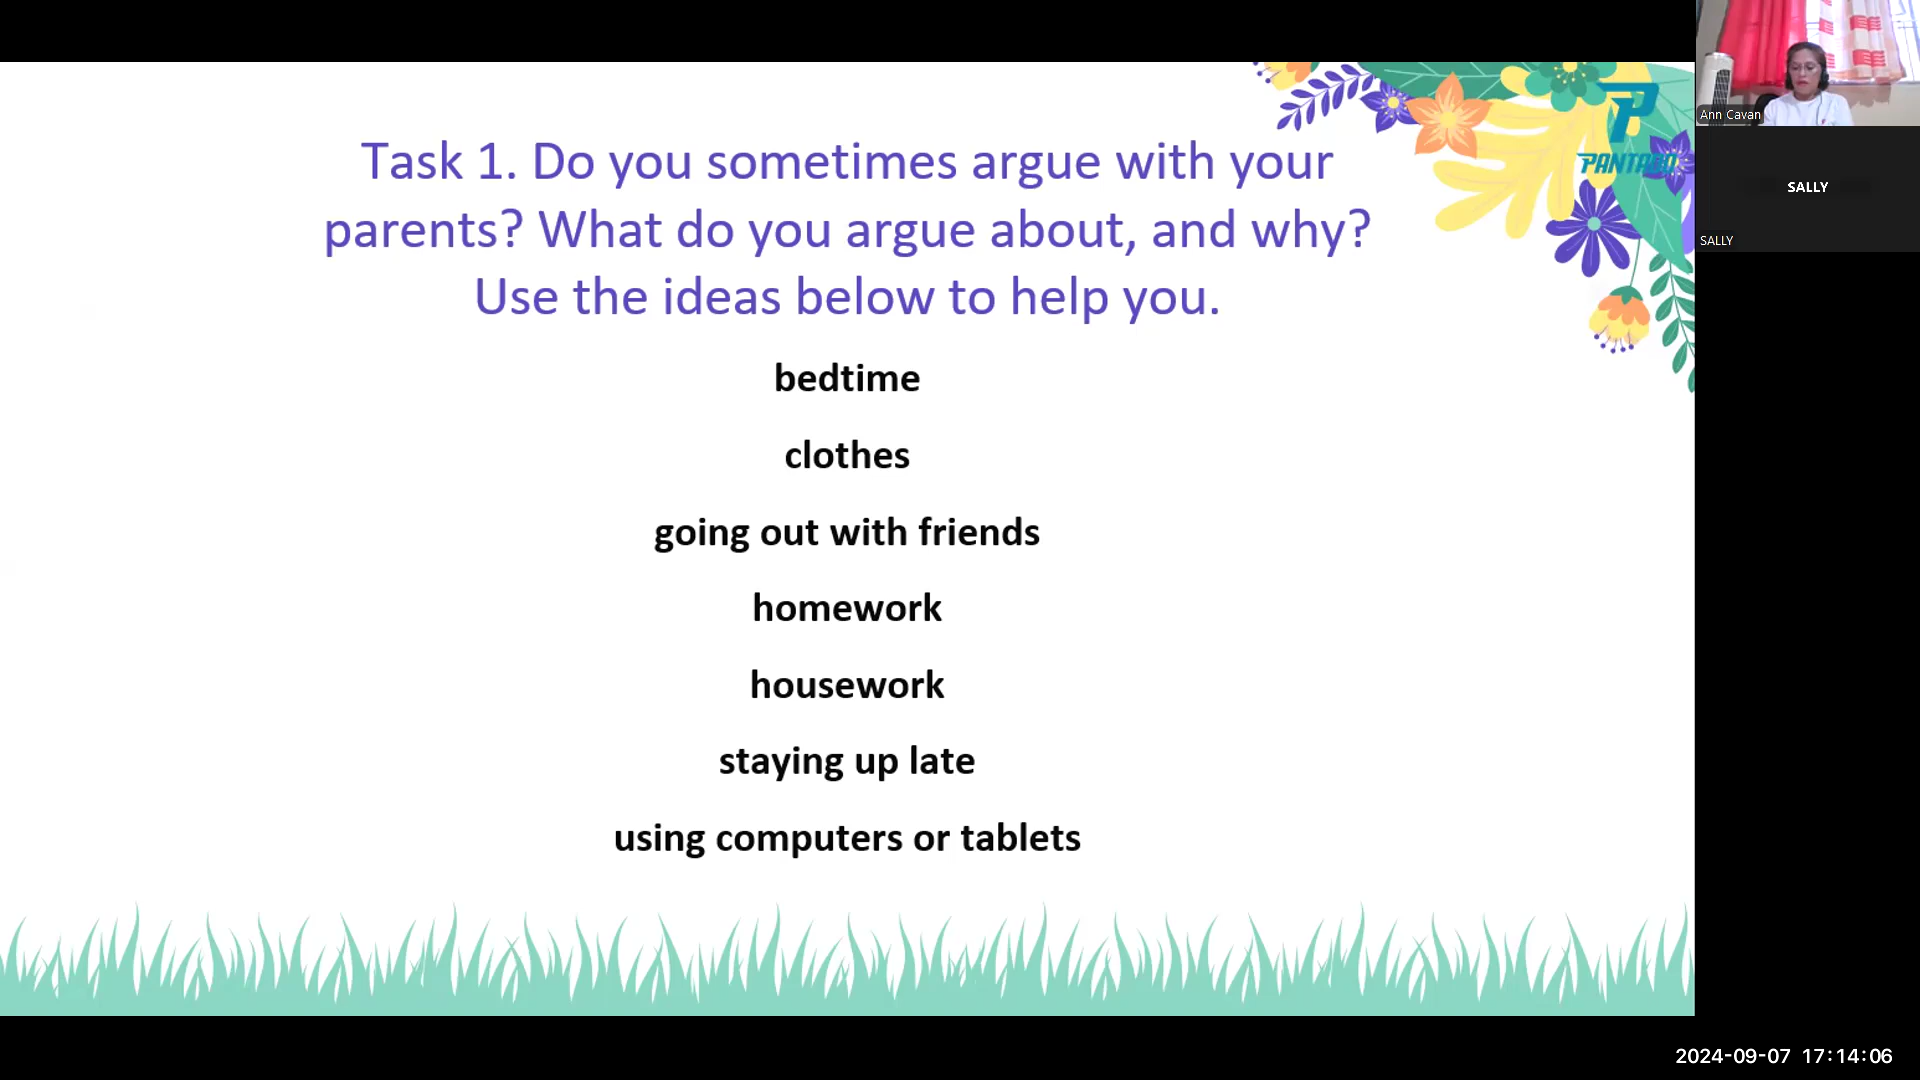 Task 1. Do you sometimes argue with your
parents? What do you argue about, and why?
Use the ideas below to help you.
bedtime
clothes
going out with friends
homework
housework
staying up late
using computers or tablets
PANTADO
Ann Cavan
SALLY
SALLY
2024-09-07 17:14:06